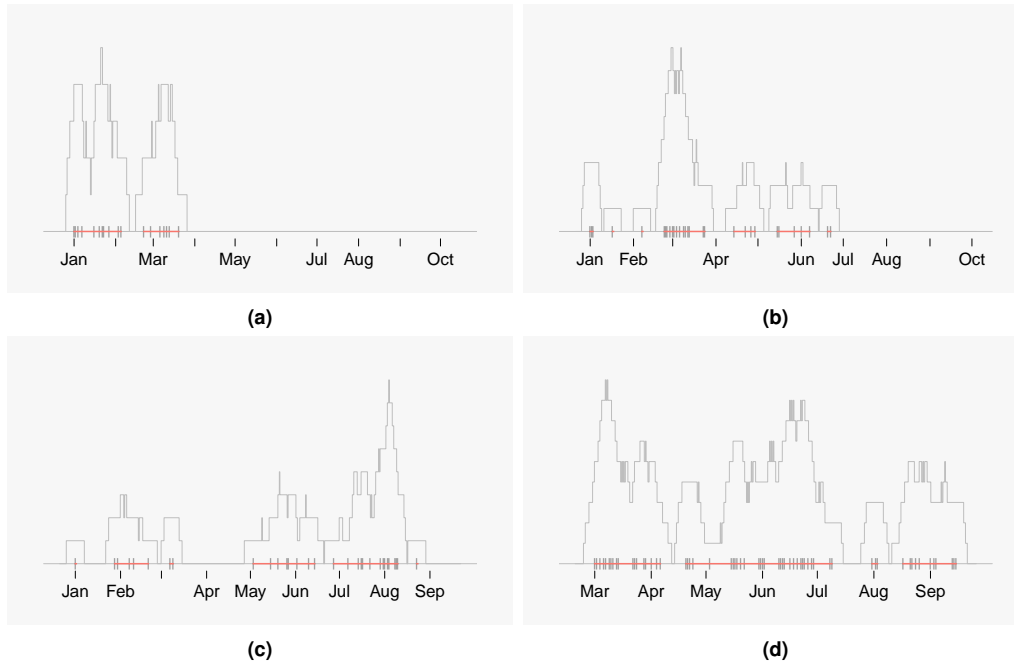 Jan Mar May Jul Aug Oct
(a)
Jan Feb Apr Jun Jul Aug Oct
(b)
Jan Feb Apr May Jun Jul Aug Sep
(c)
Mar Apr May Jun Jul Aug Sep
(d)